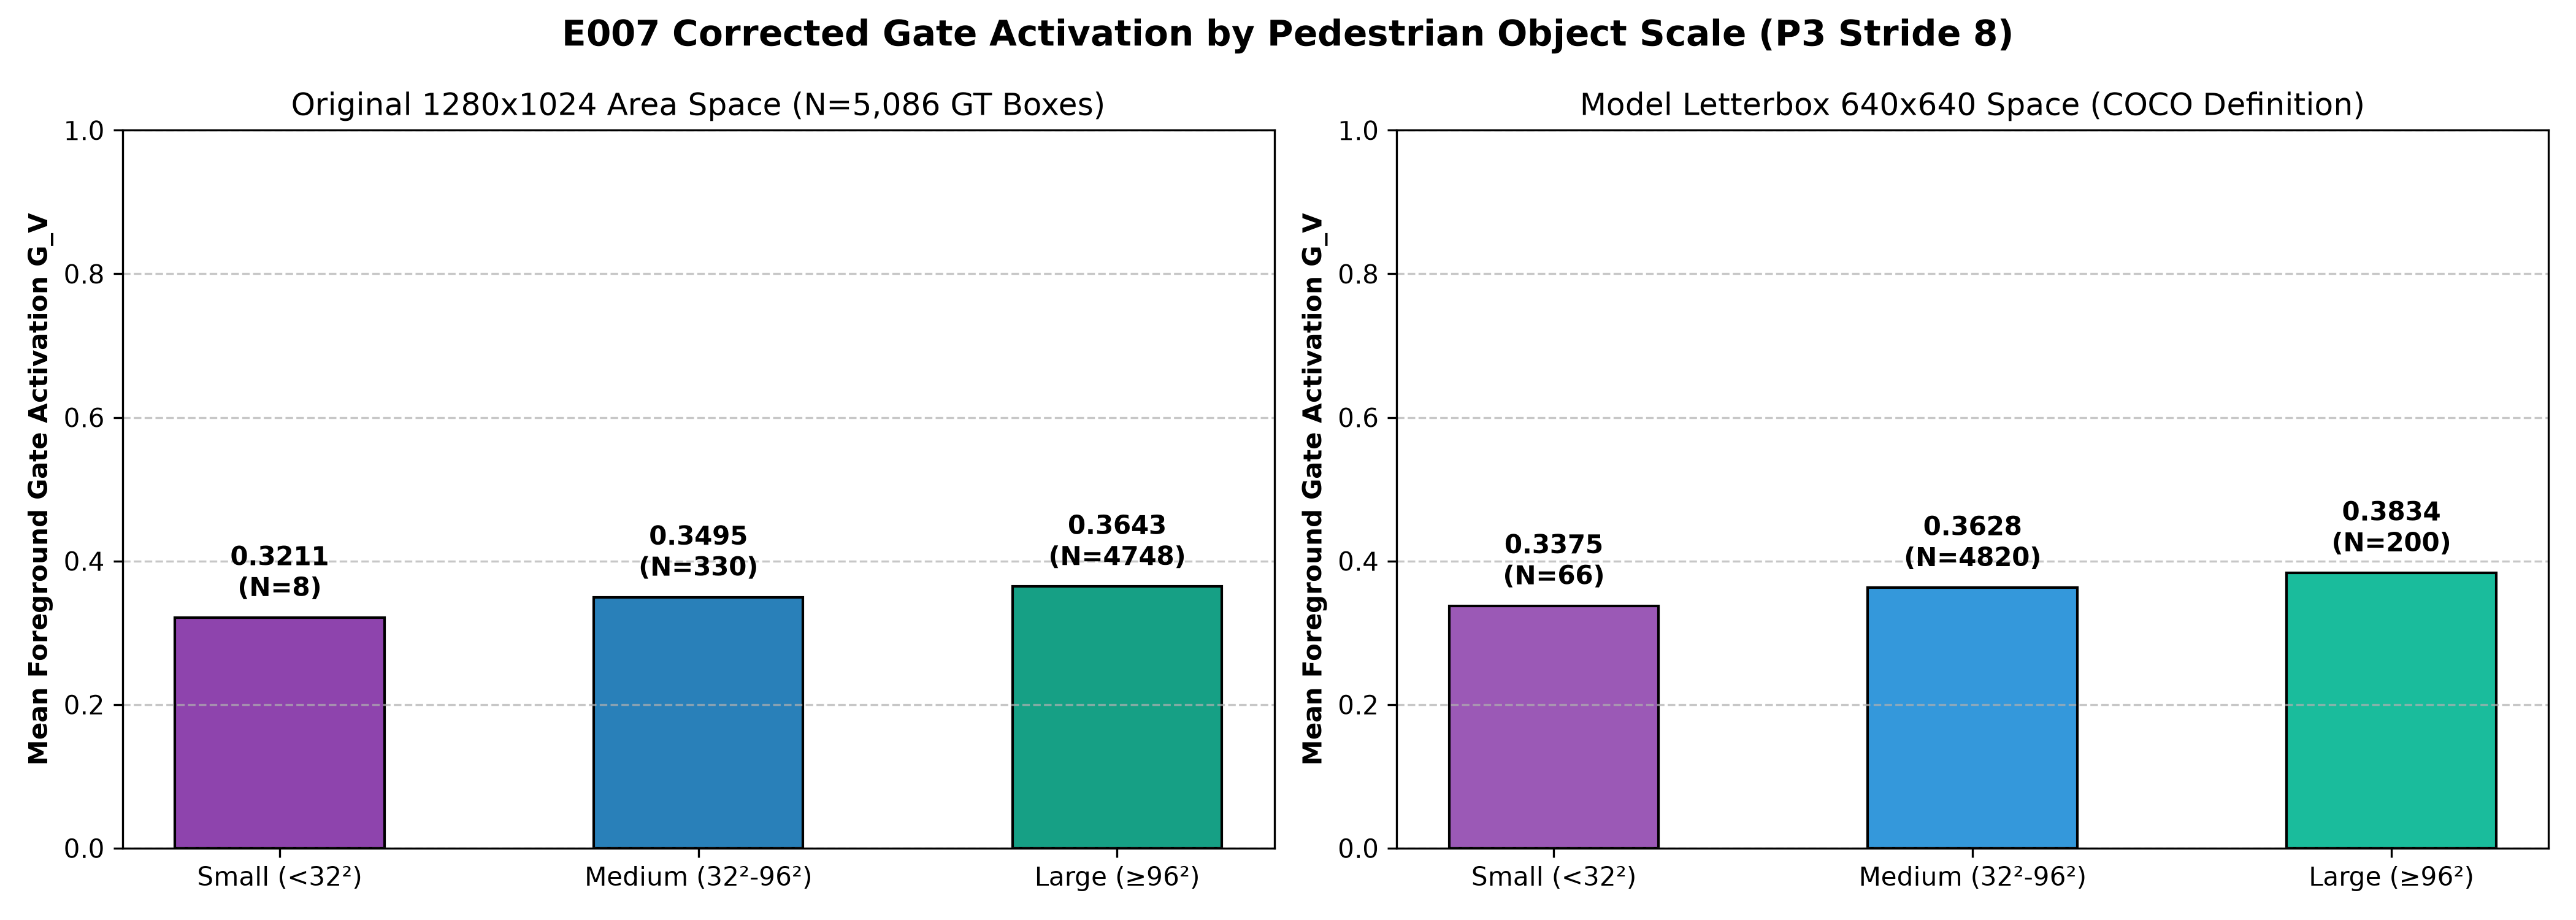 E007 Corrected Gate Activation by Pedestrian Object Scale (P3 Stride 8)
Original 1280x1024 Area Space (N=5,086 GT Boxes)
Mean Foreground Gate Activation G_V
1.0
0.8
0.6
0.4
0.2
0.0
0.3211
(N=8)
0.3495
(N=330)
0.3643
(N=4748)
Small (<32²)
Medium (32²-96²)
Large (≥96²)
Model Letterbox 640x640 Space (COCO Definition)
Mean Foreground Gate Activation G_V
1.0
0.8
0.6
0.4
0.2
0.0
0.3375
(N=66)
0.3628
(N=4820)
0.3834
(N=200)
Small (<32²)
Medium (32²-96²)
Large (≥96²)